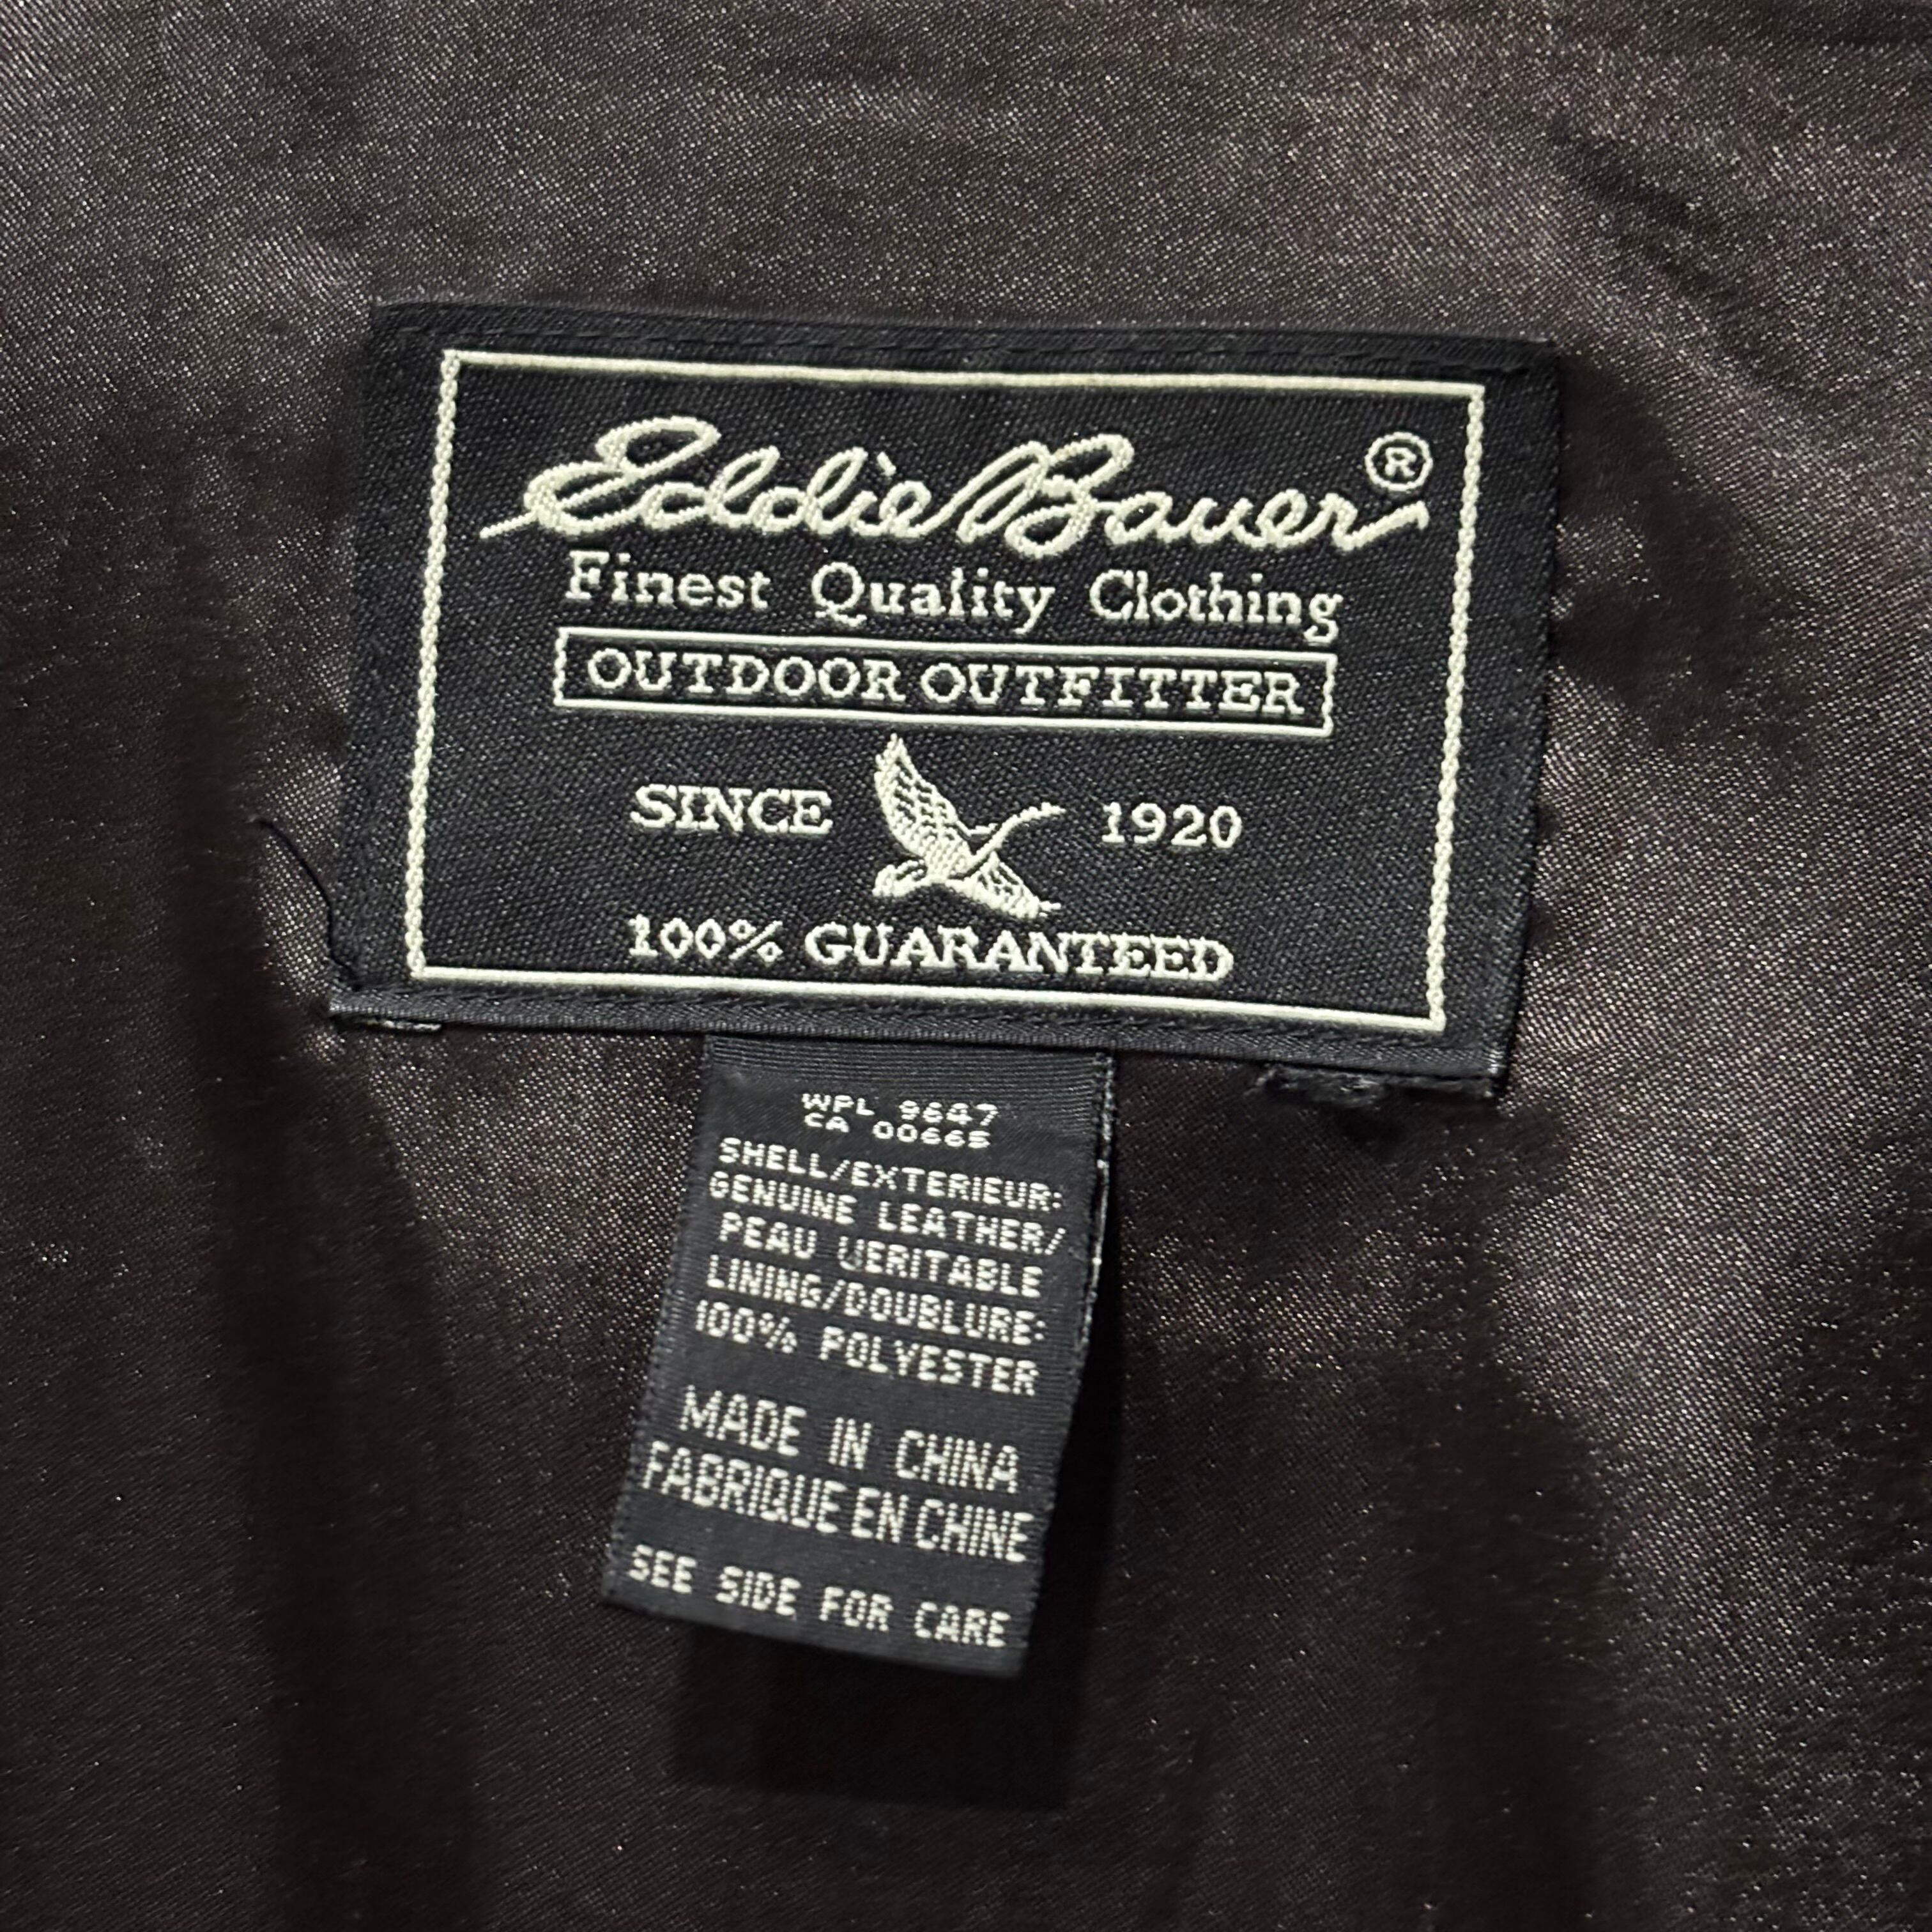 Eddie Bauer®
Finest Quality Clothing
OUTDOOR OUTFITTER
SINCE 1920
100% GUARANTEED
WPL 9647
CA 00665
SHELL/EXTERIEUR:
GENUINE LEATHER/
PEAU VERITABLE
LINING/DOUBLURE:
100% POLYESTER
MADE IN CHINA
FABRIQUE EN CHINE
SEE SIDE FOR CARE